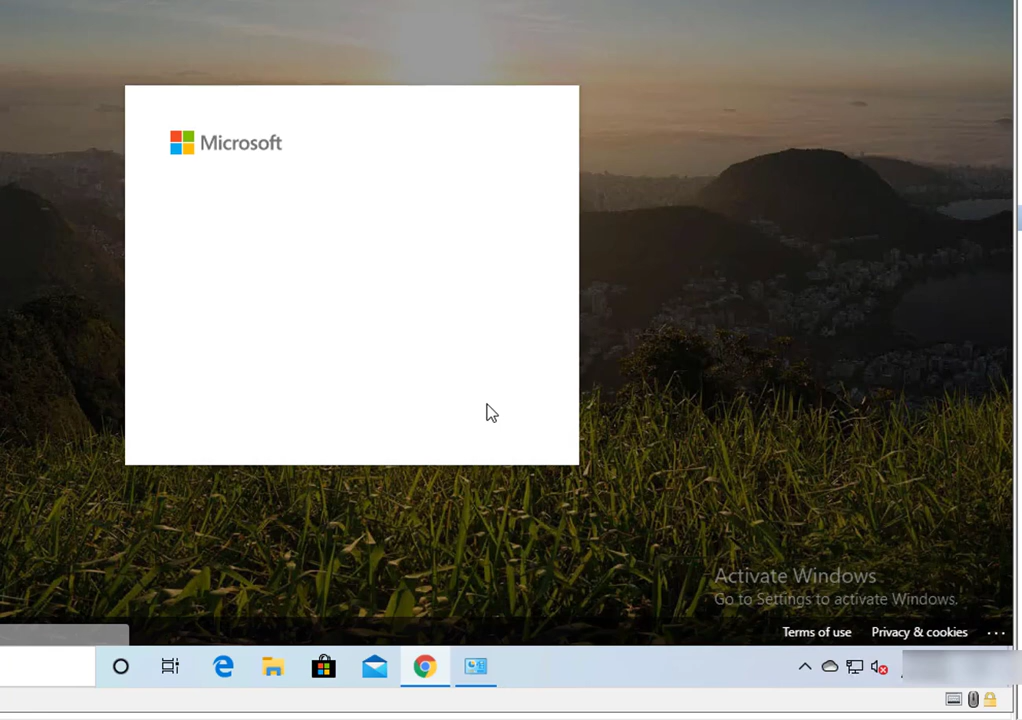 Microsoft
Activate Windows
Go to Settings to activate Windows.
Terms of use
Privacy & cookies
...